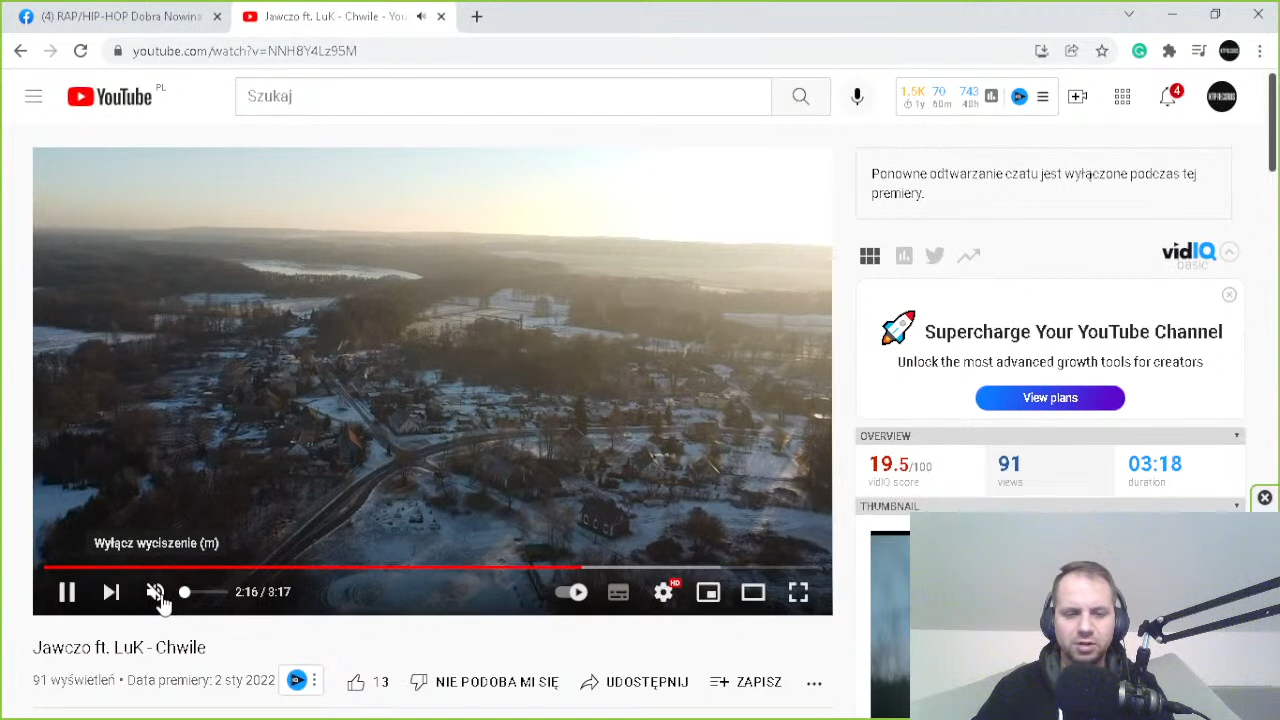 (4) RAP/HIP-HOP Dobra Nowina
Jawczo ft. LuK - Chwile - You
youtube.com/watch?v=NNH8Y4Lz95M
YouTube PL
Szukaj
1,5K 70 743
1y 60m 48h
4
Ponowne odtwarzanie czatu jest wyłączone podczas tej
premiery.
vidIQ
basic
Supercharge Your YouTube Channel
Unlock the most advanced growth tools for creators
View plans
OVERVIEW
19.5/100
vidIQ score
91
views
03:18
duration
THUMBNAIL
Wyłącz wyciszenie (m)
2:16 / 3:17
HD
Jawczo ft. LuK - Chwile
91 wyświetleń • Data premiery: 2 sty 2022
13
NIE PODOBA MI SIĘ
UDOSTĘPNIJ
ZAPISZ